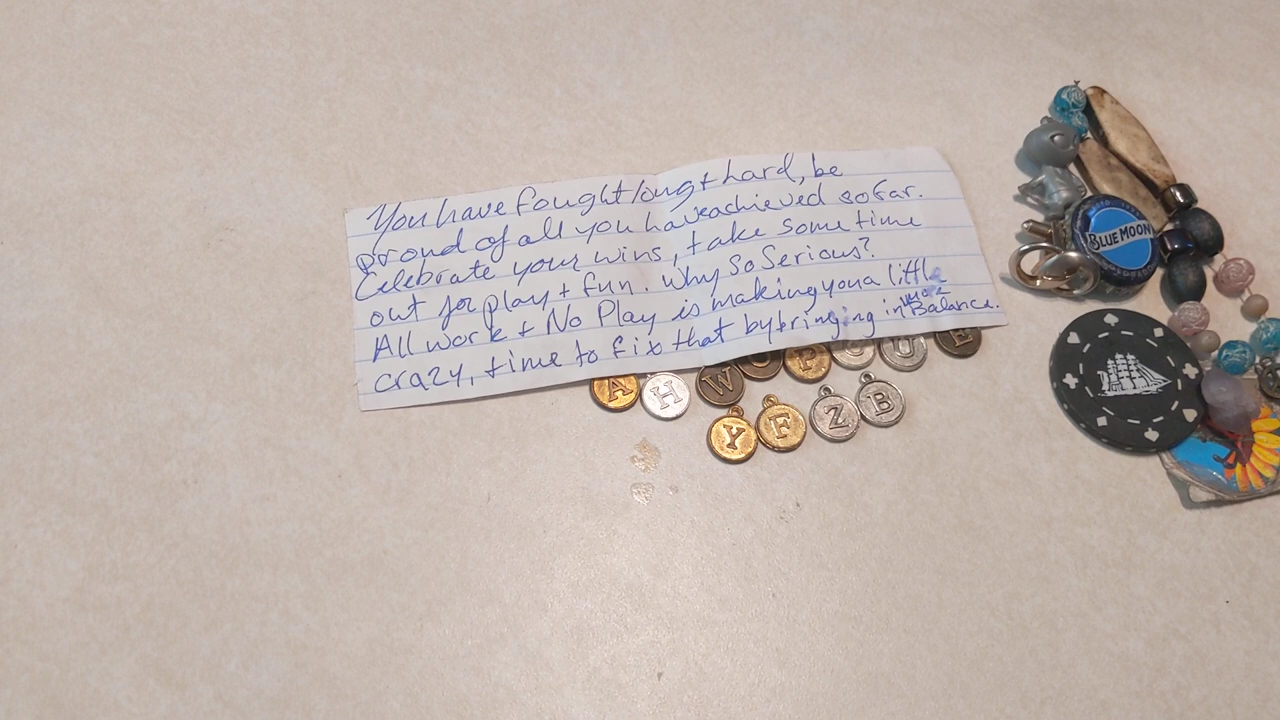 You have fought long + hard, be
proud of all you have achieved so far.
Celebrate your wins, take some time
out for play + fun. Why So Serious?
All work + No Play is making you a little
crazy, time to fix that by bringing in more Balance.
A H W P C U E
Y F Z B
BLUE MOON